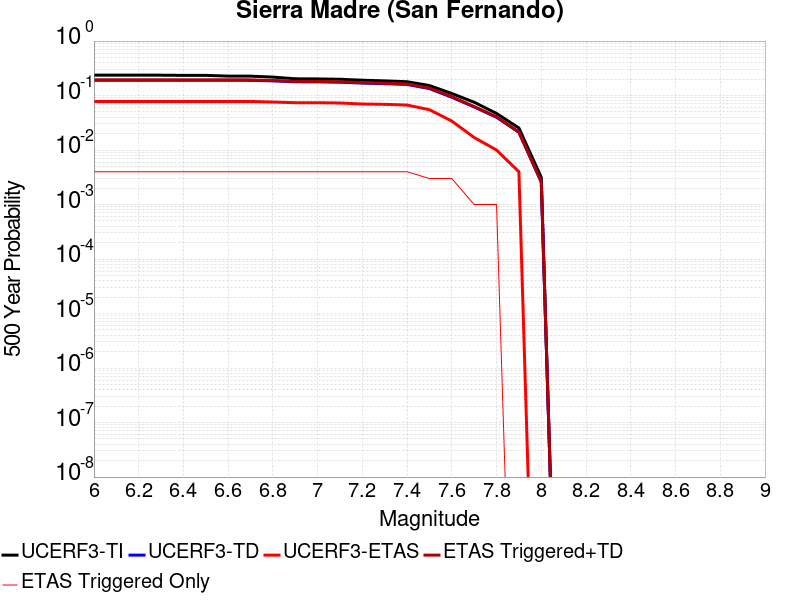 Sierra Madre (San Fernando)
10^0
10^-1
10^-2
10^-3
10^-4
10^-5
10^-6
10^-7
10^-8
500 Year Probability
6 6.2 6.4 6.6 6.8 7 7.2 7.4 7.6 7.8 8 8.2 8.4 8.6 8.8 9
Magnitude
UCERF3-TI UCERF3-TD UCERF3-ETAS ETAS Triggered+TD
ETAS Triggered Only